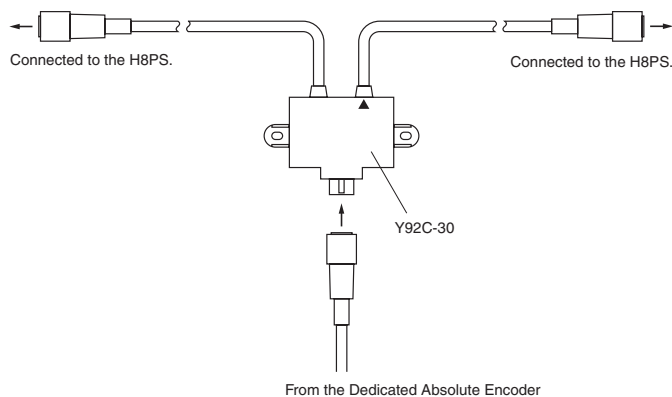 Connected to the H8PS.
Connected to the H8PS.
Y92C-30
From the Dedicated Absolute Encoder